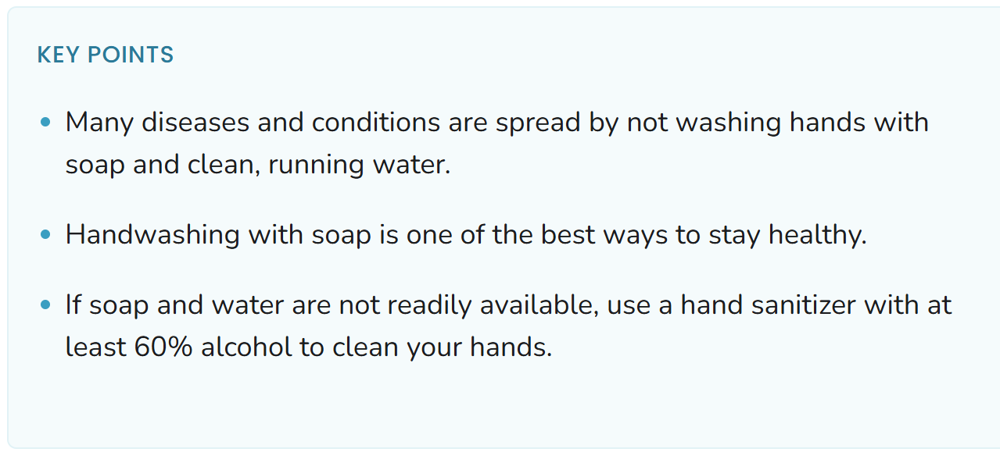 KEY POINTS
• Many diseases and conditions are spread by not washing hands with
soap and clean, running water.
• Handwashing with soap is one of the best ways to stay healthy.
• If soap and water are not readily available, use a hand sanitizer with at
least 60% alcohol to clean your hands.